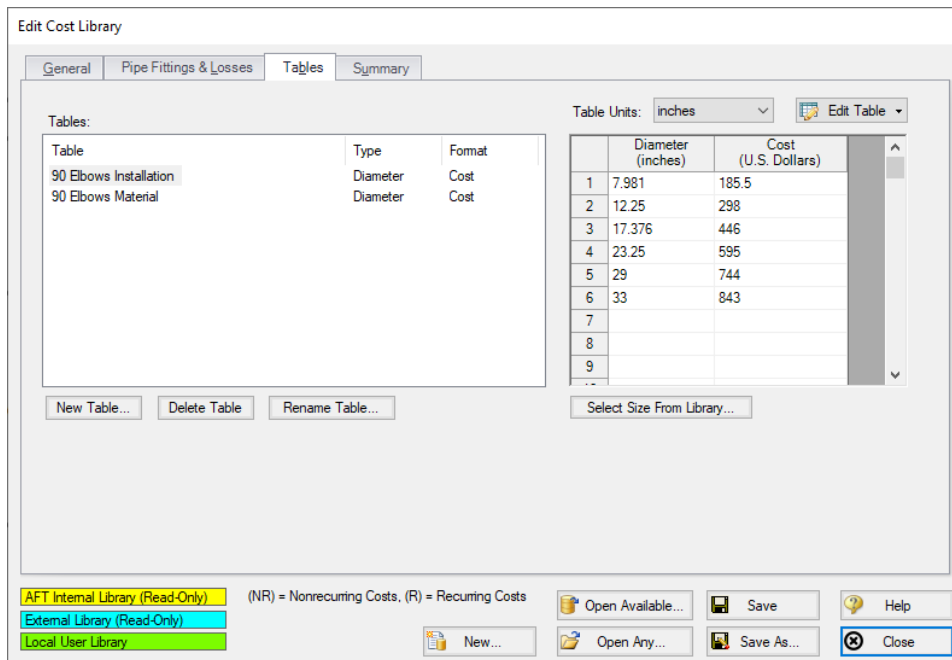 Edit Cost Library
General Pipe Fittings & Losses Tables Summary
Table Units: inches Edit Table
Tables:
Table Type Format
90 Elbows Installation Diameter Cost
90 Elbows Material Diameter Cost
Diameter (inches) Cost (U.S. Dollars)
1 7.981 185.5
2 12.25 298
3 17.376 446
4 23.25 595
5 29 744
6 33 843
7
8
9
New Table... Delete Table Rename Table...
Select Size From Library...
AFT Internal Library (Read-Only)
External Library (Read-Only)
Local User Library
(NR) = Nonrecurring Costs, (R) = Recurring Costs
Open Available... Save Help
New... Open Any... Save As... Close